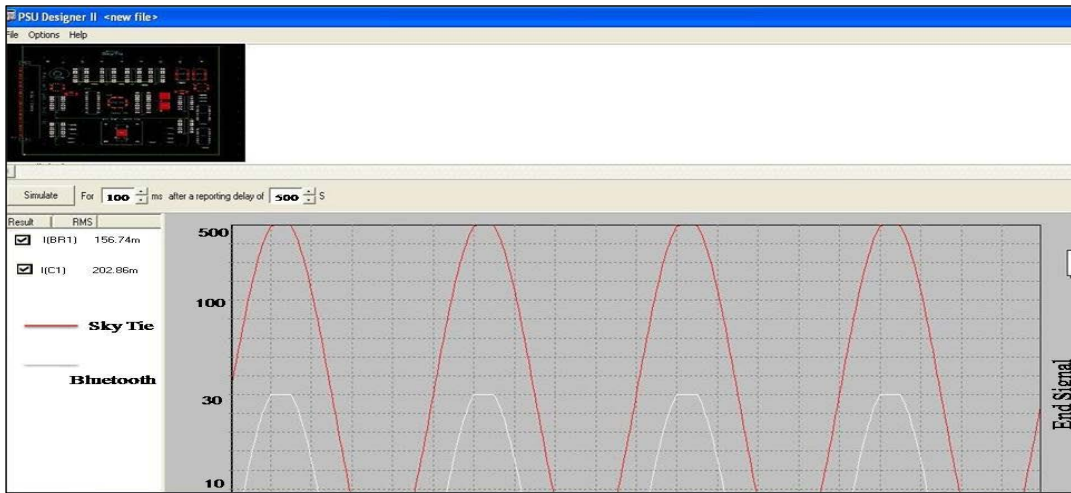 PSU Designer II <new file>
File Options Help
Simulate For 100 ms after a reporting delay of 500 S
Result RMS
I(BR1) 156.74m
I(C1) 202.86m
Sky Tie
Bluetooth
500
100
30
10
End Signal